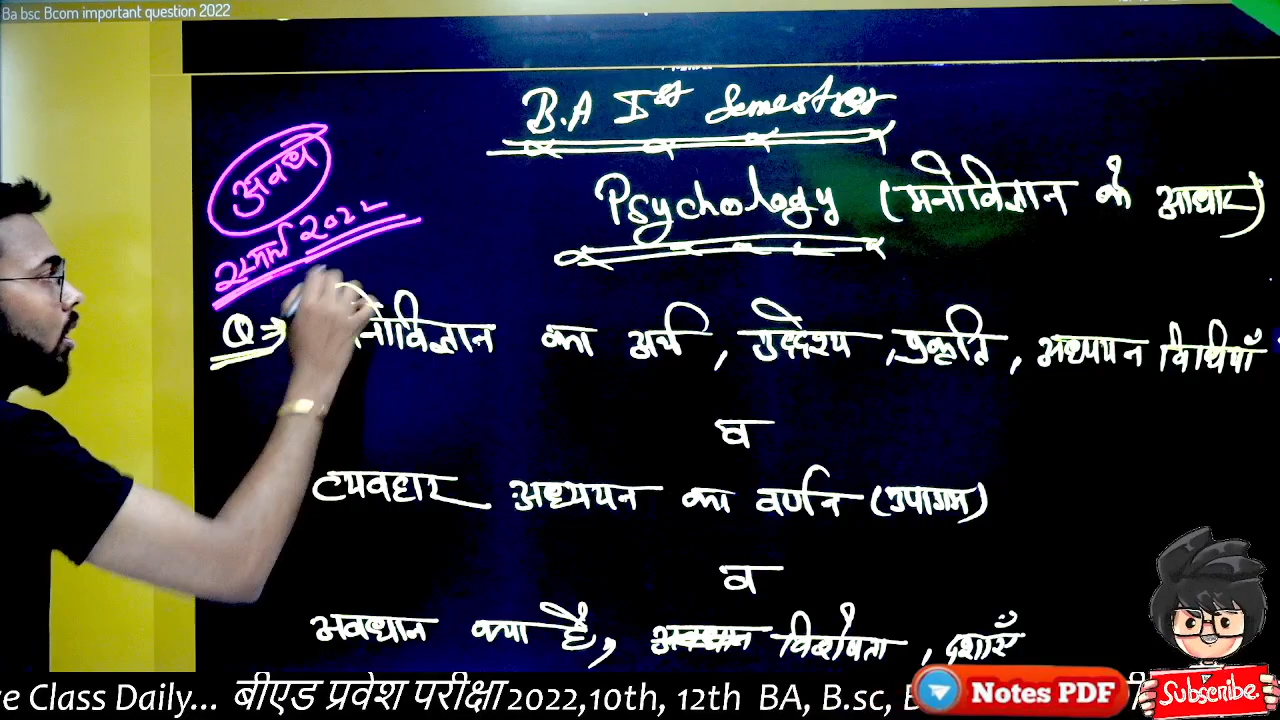 Ba bsc Bcom important question 2022
B.A Ist Semester
Psychology (मनोविज्ञान के आधार)
2022
Q ⇒ मनोविज्ञान का अर्थ, उद्देश्य, प्रकृति, अध्ययन विधियाँ
व
व्यवहार अध्ययन का वर्णन (उपागम)
व
अवधान क्या है, विशेषता, दशाएँ
e Class Daily... बीएड प्रवेश परीक्षा 2022,10th, 12th BA, B.sc, B
Notes PDF
Subscribe